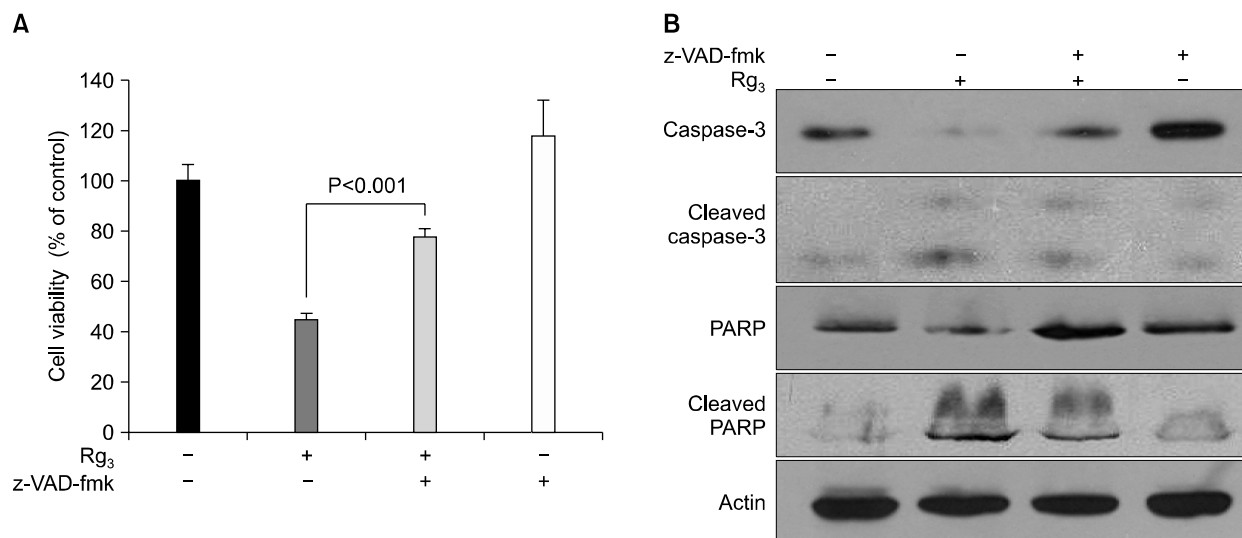 A
140
120
100
80
60
40
20
0
Cell viability (% of control)
P<0.001
Rg₃ − + + −
z-VAD-fmk − − + +
B
z-VAD-fmk − − + +
Rg₃ − + + −
Caspase-3
Cleaved
caspase-3
PARP
Cleaved
PARP
Actin